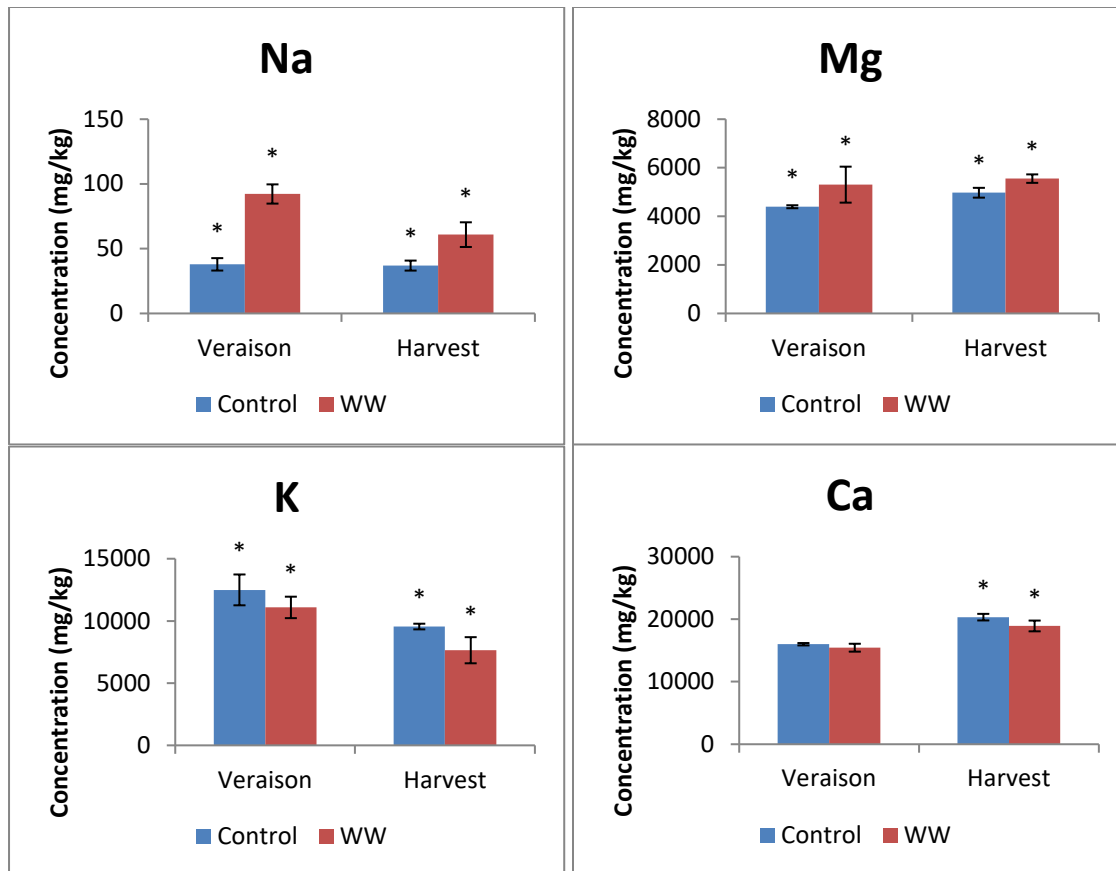 Na
Concentration (mg/kg)
150
100
50
0
* * * *
Veraison Harvest
Control WW
Mg
Concentration (mg/kg)
8000
6000
4000
2000
0
* * * *
Veraison Harvest
Control WW
K
Concentration (mg/kg)
15000
10000
5000
0
* * * *
Veraison Harvest
Control WW
Ca
Concentration (mg/kg)
30000
20000
10000
0
* *
Veraison Harvest
Control WW